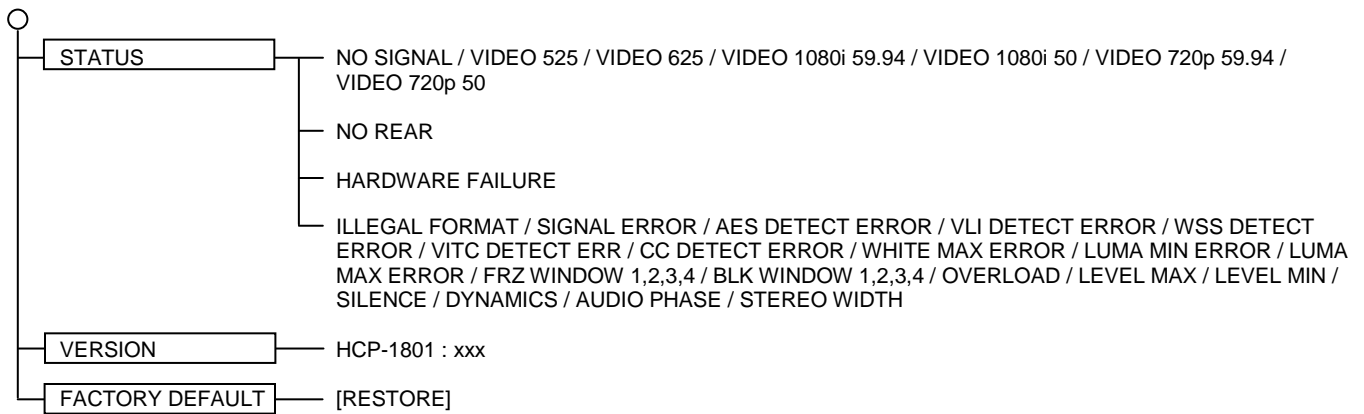 STATUS
NO SIGNAL / VIDEO 525 / VIDEO 625 / VIDEO 1080i 59.94 / VIDEO 1080i 50 / VIDEO 720p 59.94 /
VIDEO 720p 50
NO REAR
HARDWARE FAILURE
ILLEGAL FORMAT / SIGNAL ERROR / AES DETECT ERROR / VLI DETECT ERROR / WSS DETECT
ERROR / VITC DETECT ERR / CC DETECT ERROR / WHITE MAX ERROR / LUMA MIN ERROR / LUMA
MAX ERROR / FRZ WINDOW 1,2,3,4 / BLK WINDOW 1,2,3,4 / OVERLOAD / LEVEL MAX / LEVEL MIN /
SILENCE / DYNAMICS / AUDIO PHASE / STEREO WIDTH
VERSION
HCP-1801 : xxx
FACTORY DEFAULT
[RESTORE]